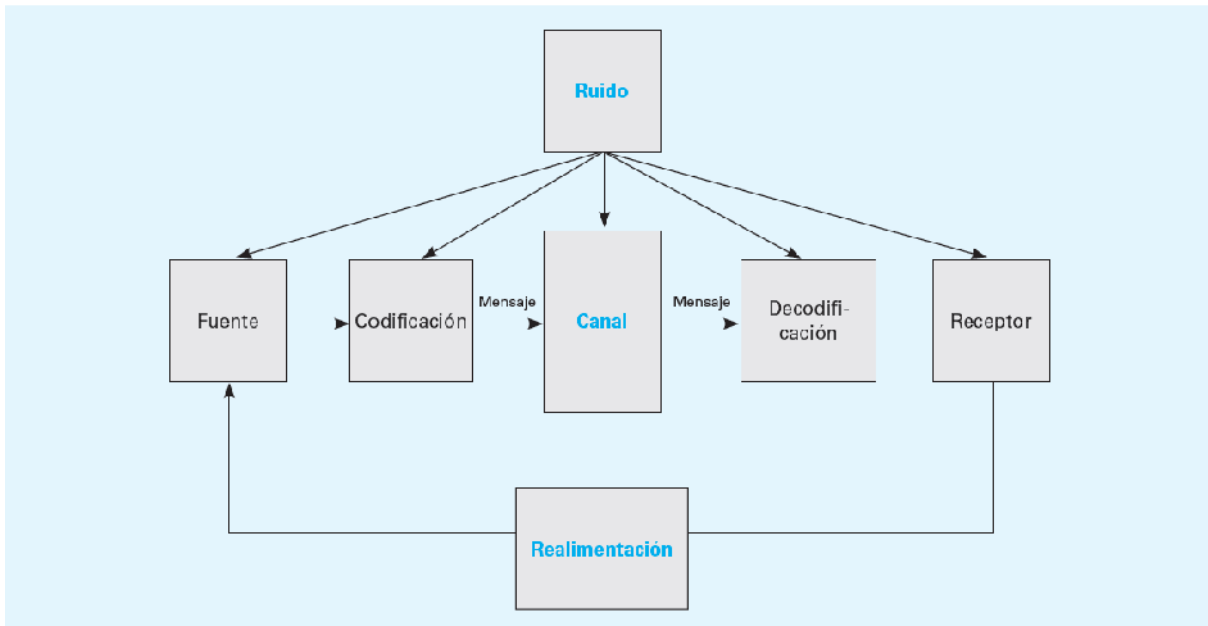 Ruido
Fuente
Codificación
Mensaje
Canal
Mensaje
Decodifi-
cación
Receptor
Realimentación